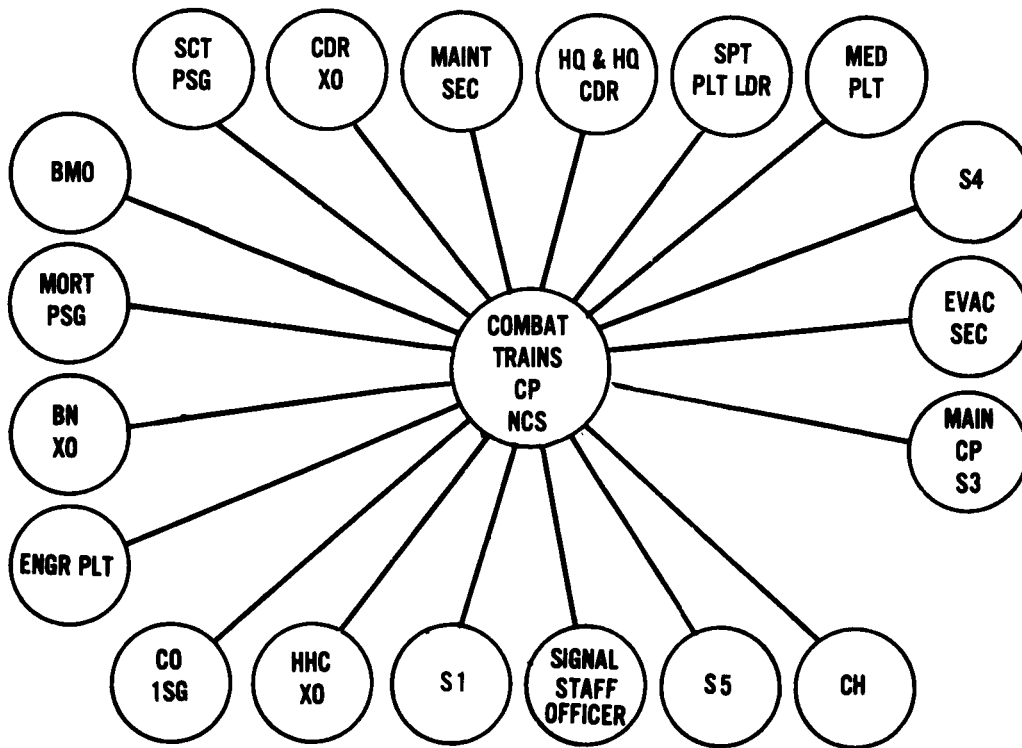 SCT
PSG
CDR
XO
MAINT
SEC
HQ & HQ
CDR
SPT
PLT LDR
MED
PLT
BMO
S4
MORT
PSG
EVAC
SEC
COMBAT
TRAINS
CP
NCS
BN
XO
MAIN
CP
S3
ENGR PLT
CO
1SG
HHC
XO
S1
SIGNAL
STAFF
OFFICER
S5
CH